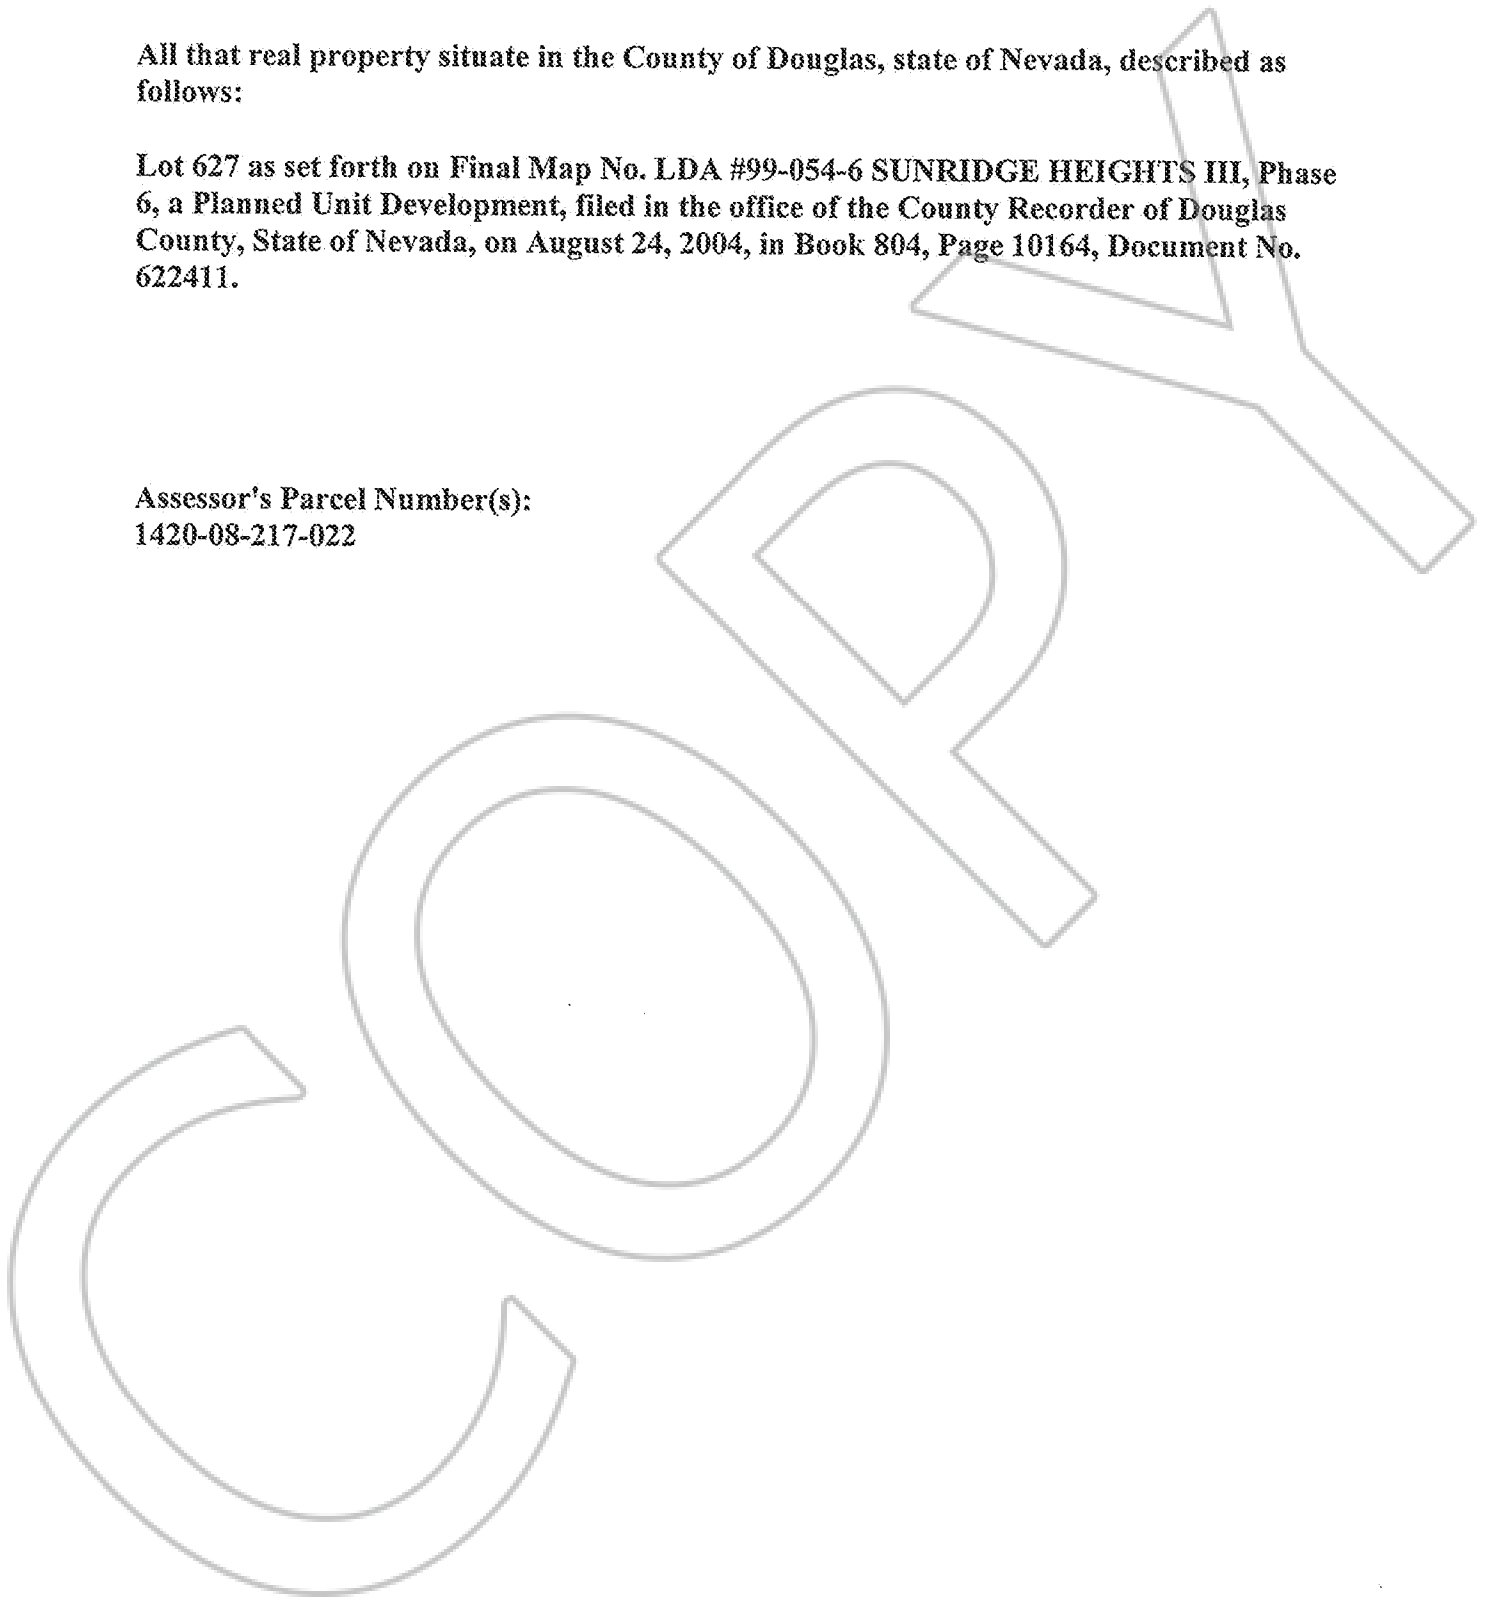 All that real property situate in the County of Douglas, state of Nevada, described as
follows:
Lot 627 as set forth on Final Map No. LDA #99-054-6 SUNRIDGE HEIGHTS III, Phase
6, a Planned Unit Development, filed in the office of the County Recorder of Douglas
County, State of Nevada, on August 24, 2004, in Book 804, Page 10164, Document No.
622411.
Assessor's Parcel Number(s):
1420-08-217-022
COPY